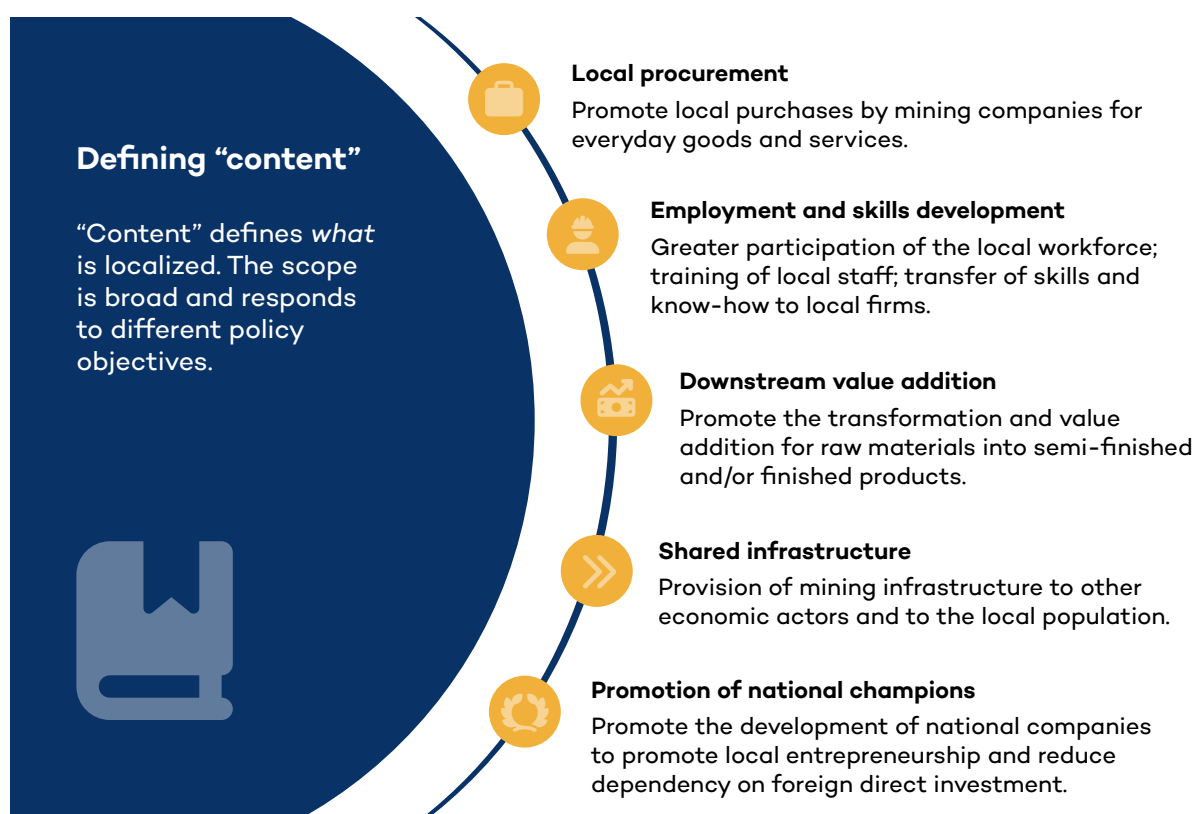 Defining “content”
“Content” defines what
is localized. The scope
is broad and responds
to different policy
objectives.
Local procurement
Promote local purchases by mining companies for
everyday goods and services.
Employment and skills development
Greater participation of the local workforce;
training of local staff; transfer of skills and
know-how to local firms.
Downstream value addition
Promote the transformation and value
addition for raw materials into semi-finished
and/or finished products.
Shared infrastructure
Provision of mining infrastructure to other
economic actors and to the local population.
Promotion of national champions
Promote the development of national companies
to promote local entrepreneurship and reduce
dependency on foreign direct investment.